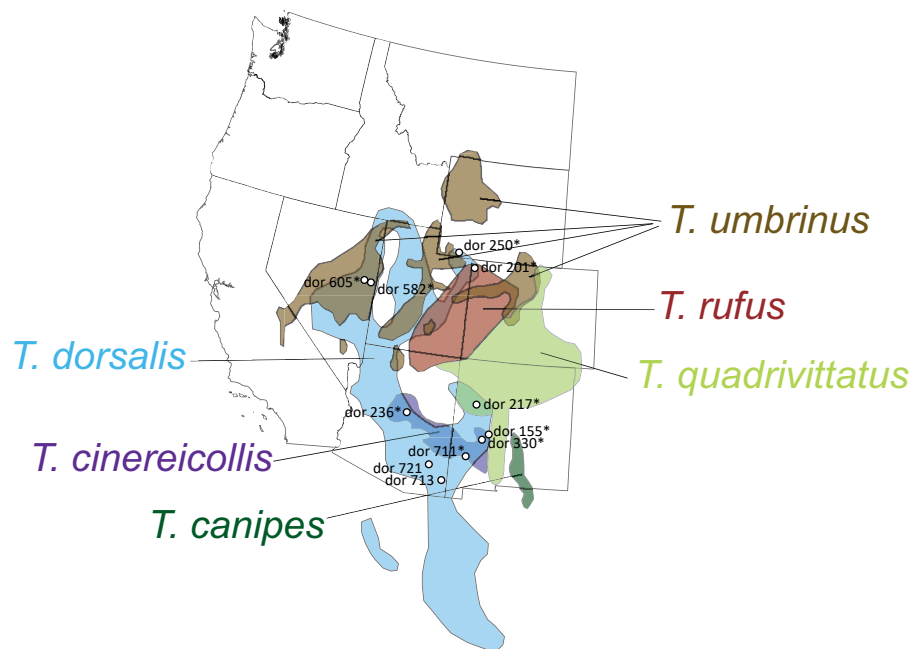 T. umbrinus
dor 250*
dor 201*
dor 605*
dor 582*
T. rufus
T. dorsalis
T. quadrivittatus
dor 217*
dor 236*
dor 155*
dor 330*
T. cinereicollis
dor 711*
dor 721
dor 713
T. canipes